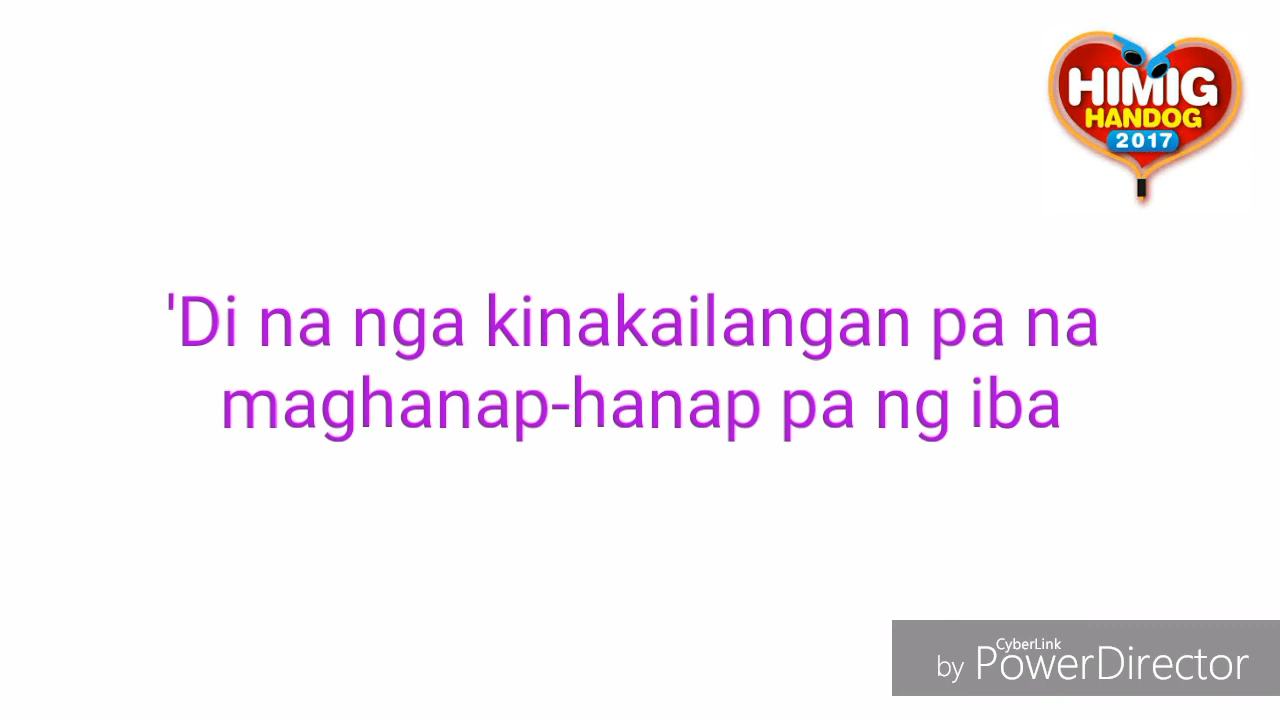 HIMIG
HANDOG
2017
'Di na nga kinakailangan pa na
maghanap-hanap pa ng iba
CyberLink
by PowerDirector